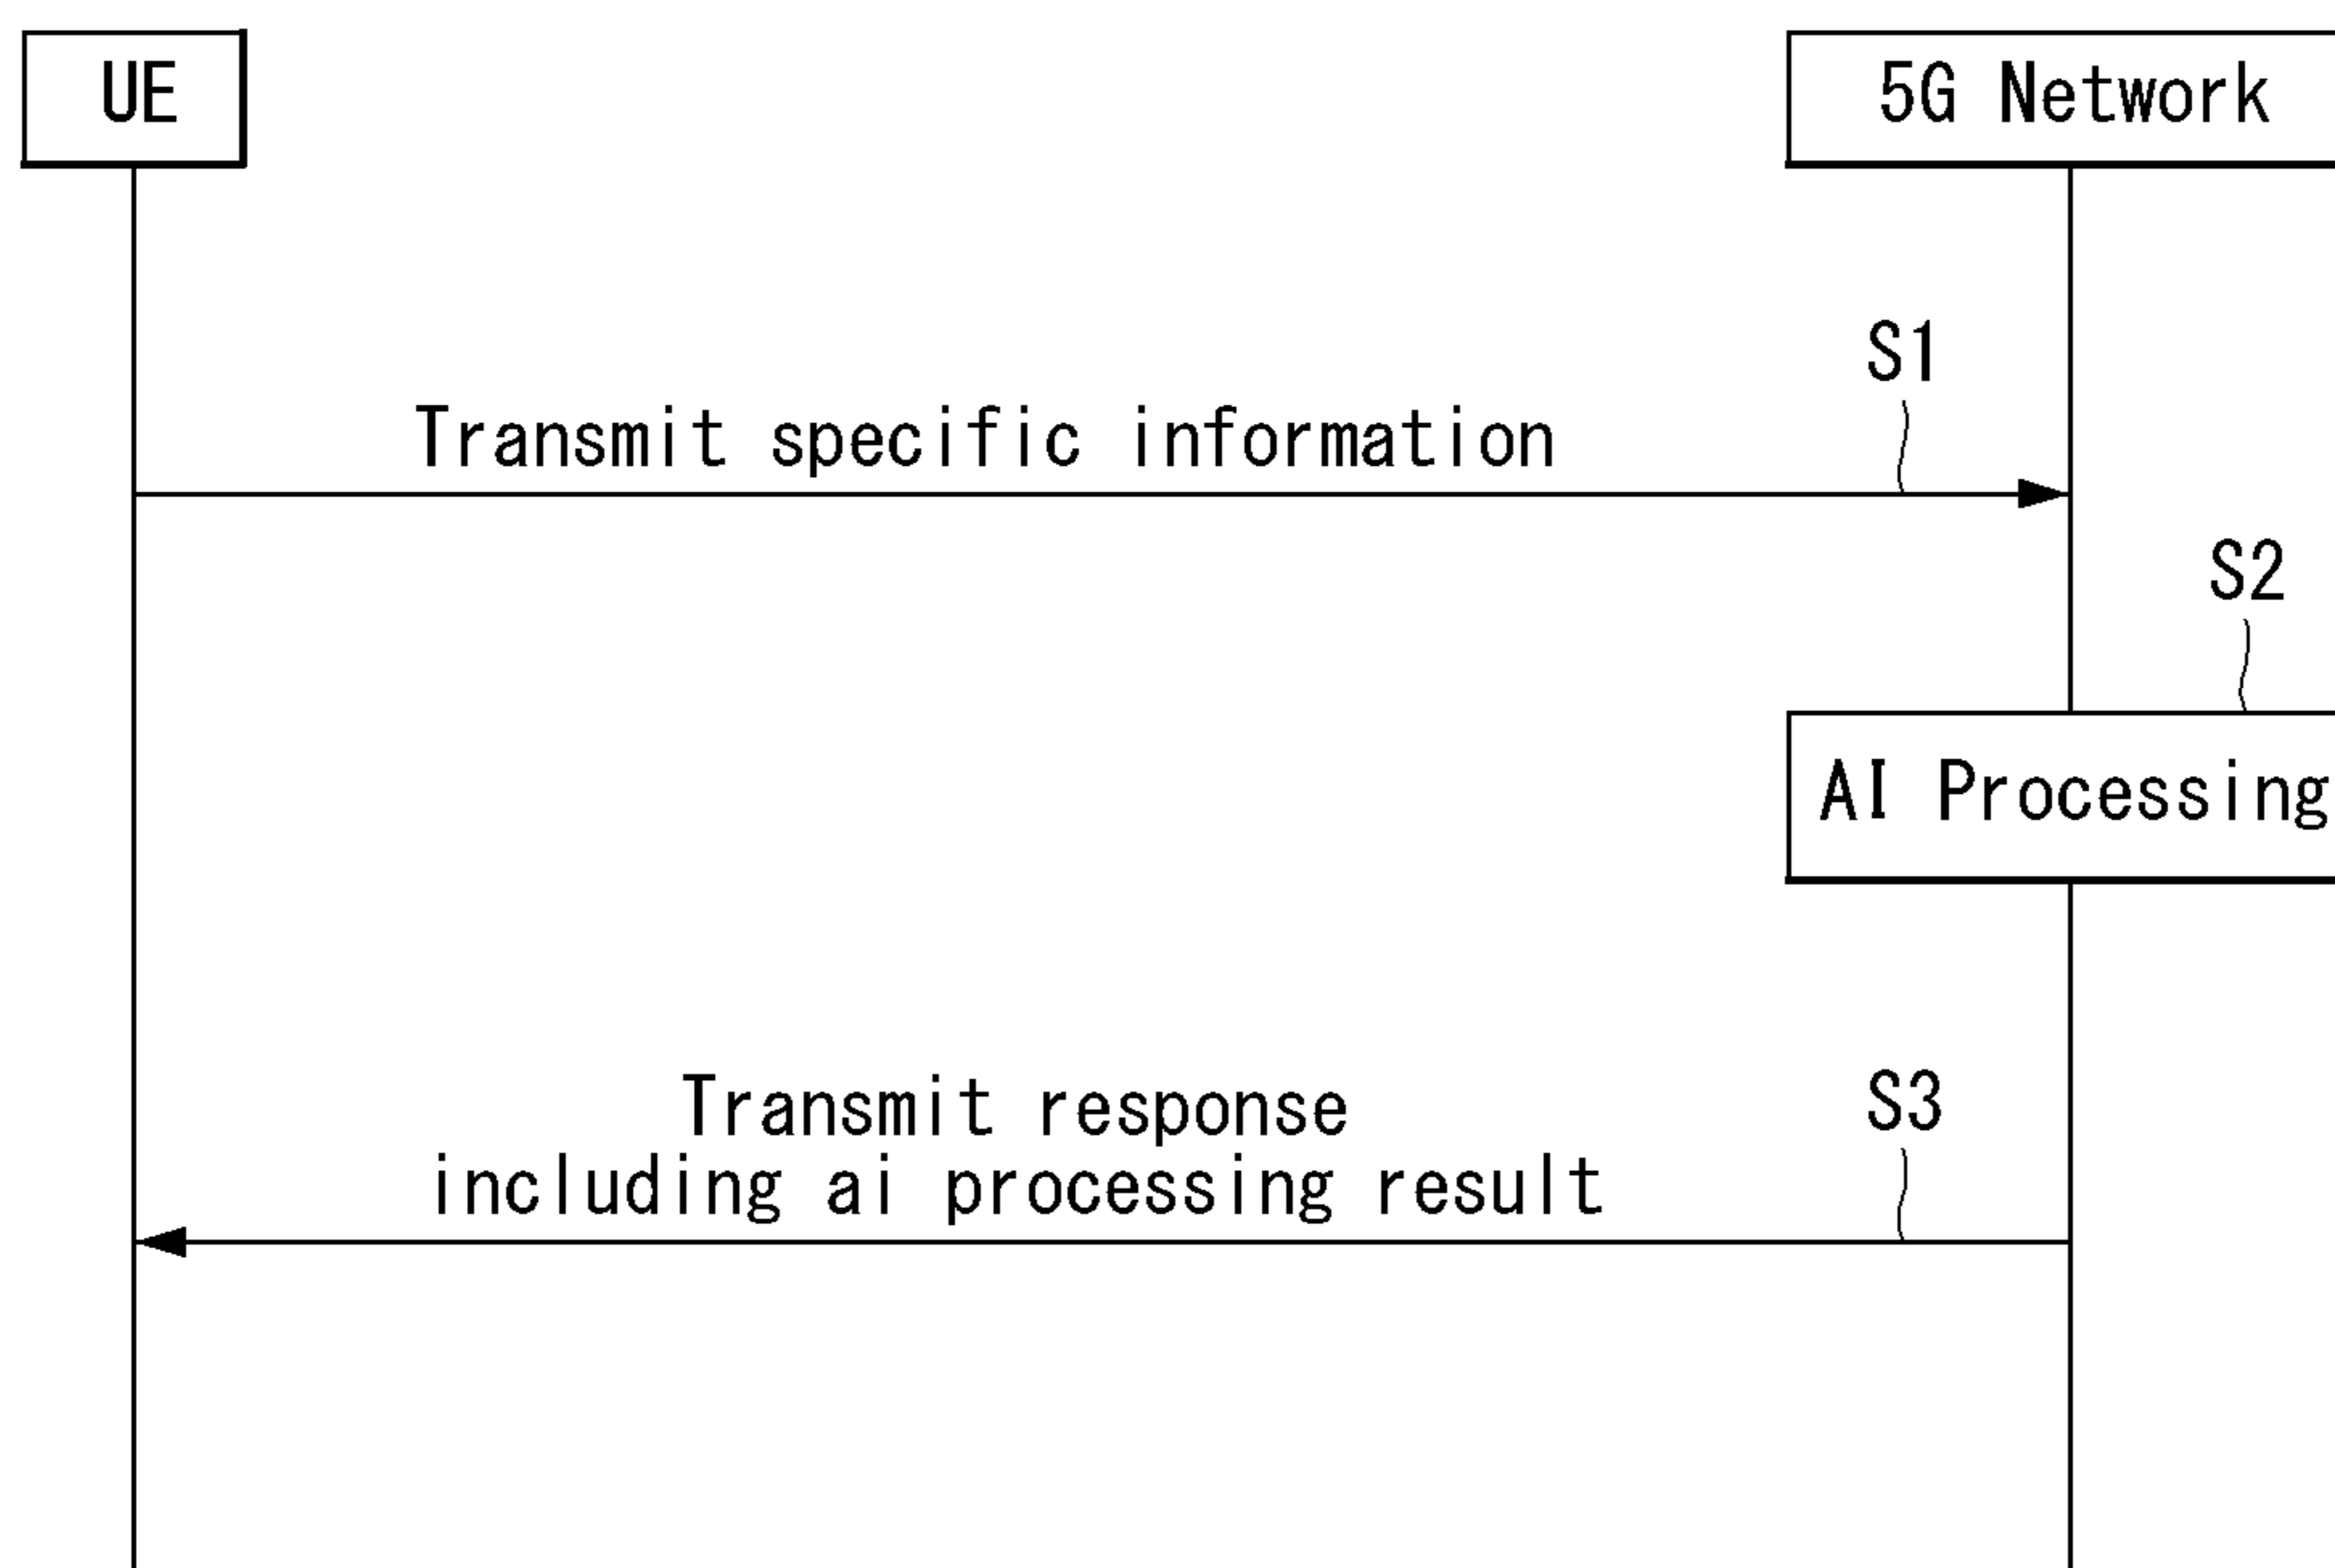 UE
5G Network
S1
Transmit specific information
S2
AI Processing
Transmit response
S3
including ai processing result